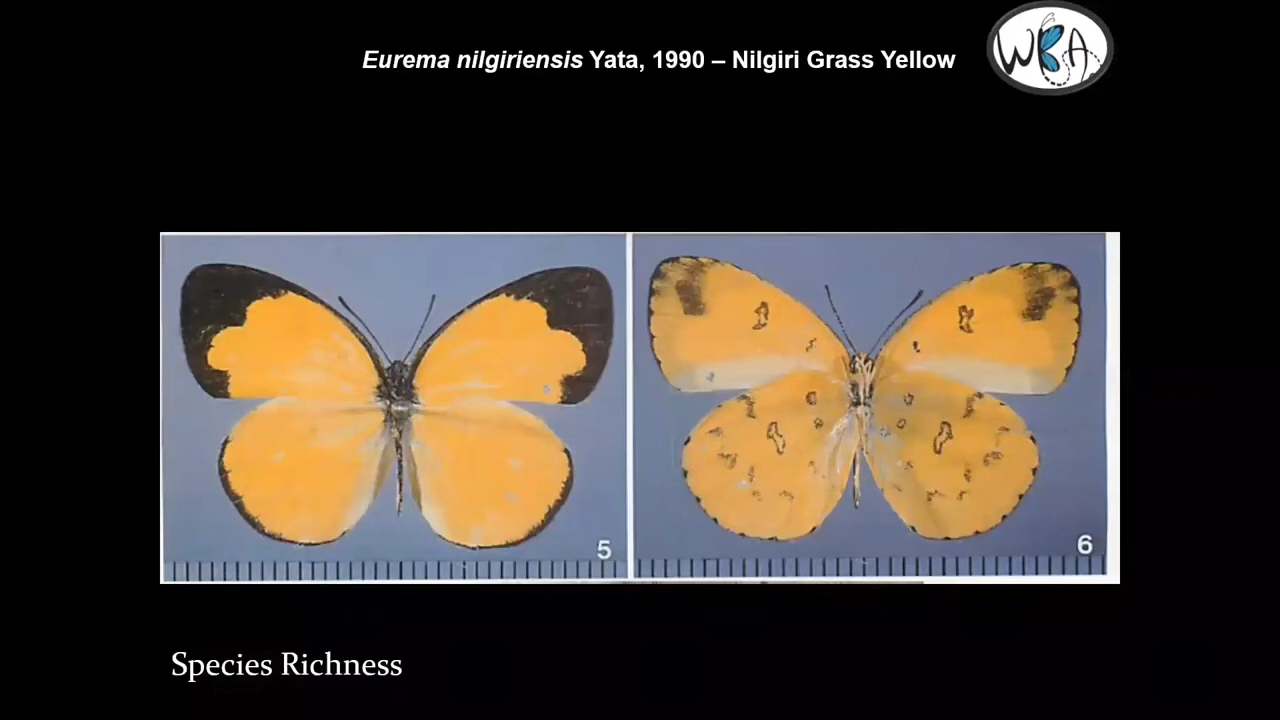 Eurema nilgiriensis Yata, 1990 – Nilgiri Grass Yellow
WBA
5
6
Species Richness